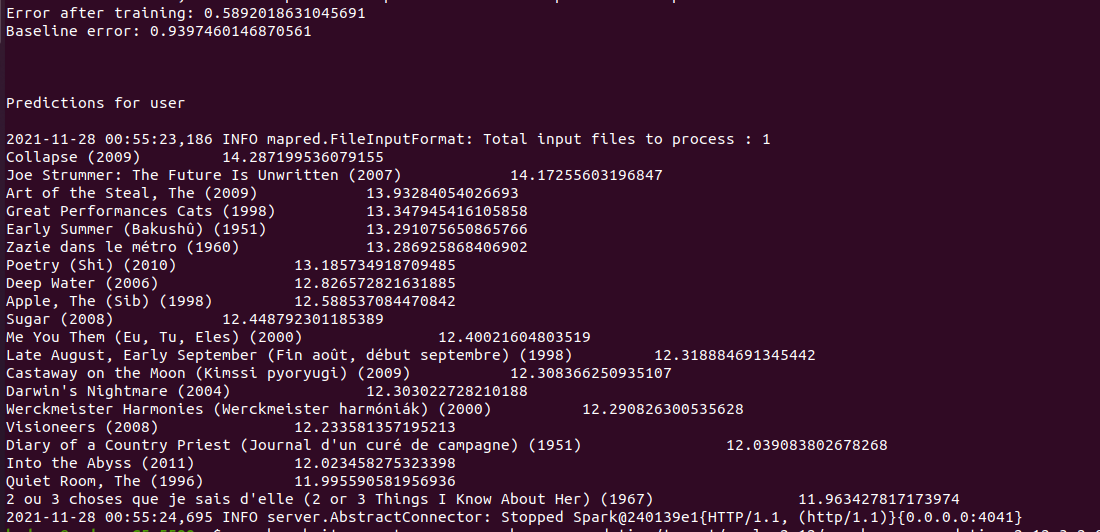 Error after training: 0.5892018631045691
Baseline error: 0.9397460146870561
Predictions for user
2021-11-28 00:55:23,186 INFO mapred.FileInputFormat: Total input files to process : 1
Collapse (2009) 14.287199536079155
Joe Strummer: The Future Is Unwritten (2007) 14.17255603196847
Art of the Steal, The (2009) 13.93284054026693
Great Performances Cats (1998) 13.347945416105858
Early Summer (Bakushû) (1951) 13.291075650865766
Zazie dans le métro (1960) 13.286925868406902
Poetry (Shi) (2010) 13.185734918709485
Deep Water (2006) 12.826572821631885
Apple, The (Sib) (1998) 12.588537084470842
Sugar (2008) 12.448792301185389
Me You Them (Eu, Tu, Eles) (2000) 12.40021604803519
Late August, Early September (Fin août, début septembre) (1998) 12.318884691345442
Castaway on the Moon (Kimssi pyoryugi) (2009) 12.308366250935107
Darwin's Nightmare (2004) 12.303022728210188
Werckmeister Harmonies (Werckmeister harmóniák) (2000) 12.290826300535628
Visioneers (2008) 12.233581357195213
Diary of a Country Priest (Journal d'un curé de campagne) (1951) 12.039083802678268
Into the Abyss (2011) 12.023458275323398
Quiet Room, The (1996) 11.995590581956936
2 ou 3 choses que je sais d'elle (2 or 3 Things I Know About Her) (1967) 11.963427817173974
2021-11-28 00:55:24,695 INFO server.AbstractConnector: Stopped Spark@240139e1{HTTP/1.1, (http/1.1)}{0.0.0.0:4041}